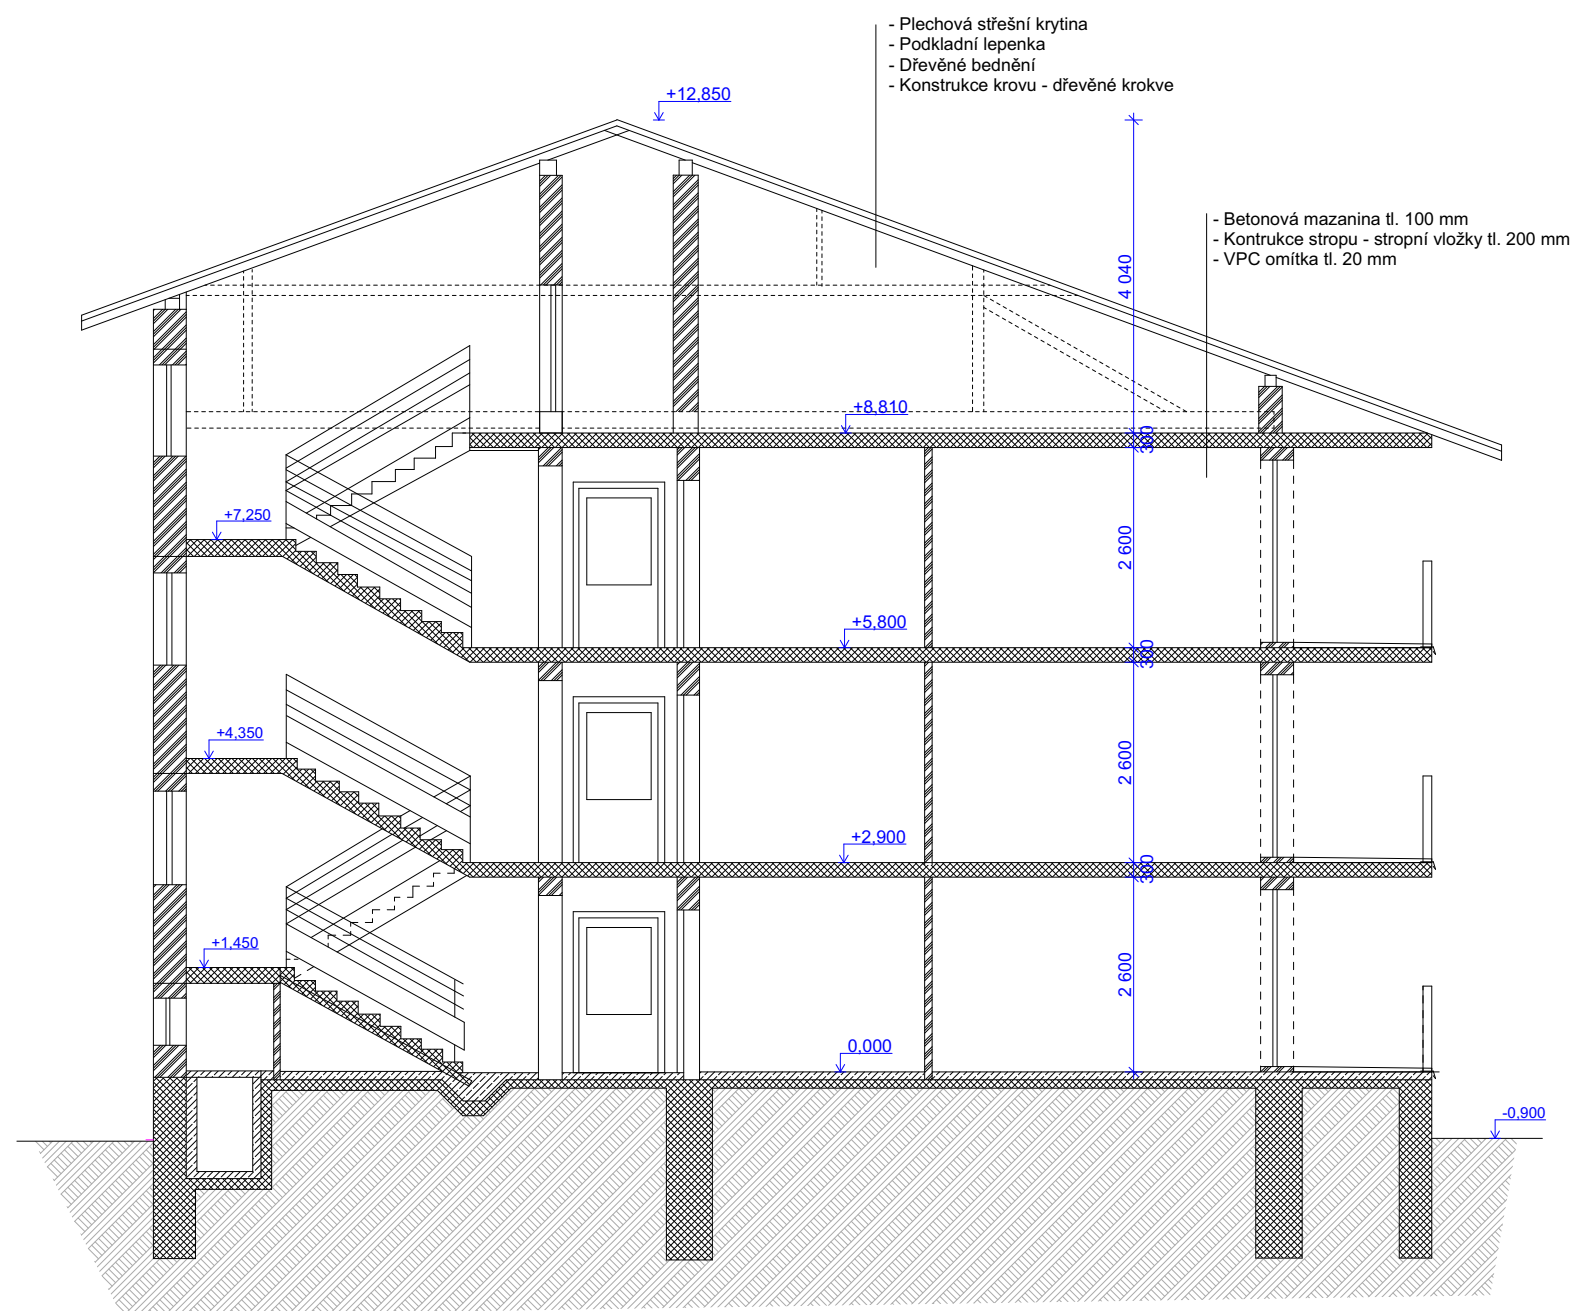 - Plechová střešní krytina
- Podkladní lepenka
- Dřevěné bednění
- Konstrukce krovu - dřevěné krokve
+12,850
- Betonová mazanina tl. 100 mm
- Kontrukce stropu - stropní vložky tl. 200 mm
- VPC omítka tl. 20 mm
4 040
+8,810
300
+7,250
2 600
+5,800
300
+4,350
2 600
+2,900
300
+1,450
2 600
0,000
-0,900